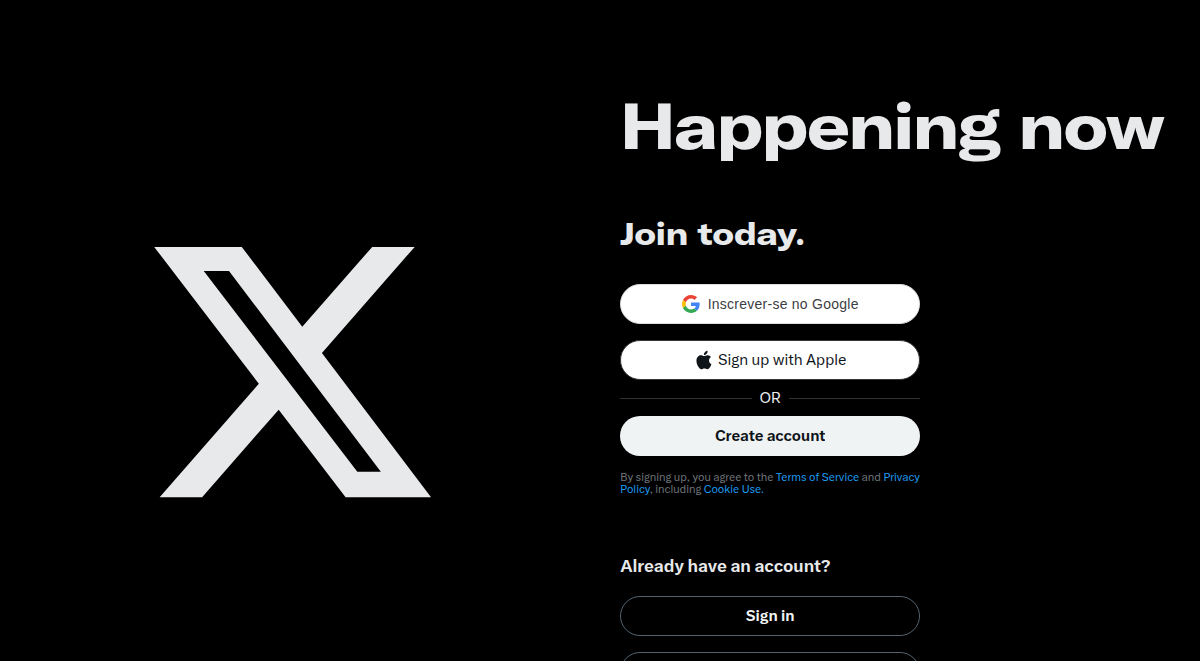 Happening now
Join today.
Inscrever-se no Google
Sign up with Apple
OR
Create account
By signing up, you agree to the Terms of Service and Privacy
Policy, including Cookie Use.
Already have an account?
Sign in